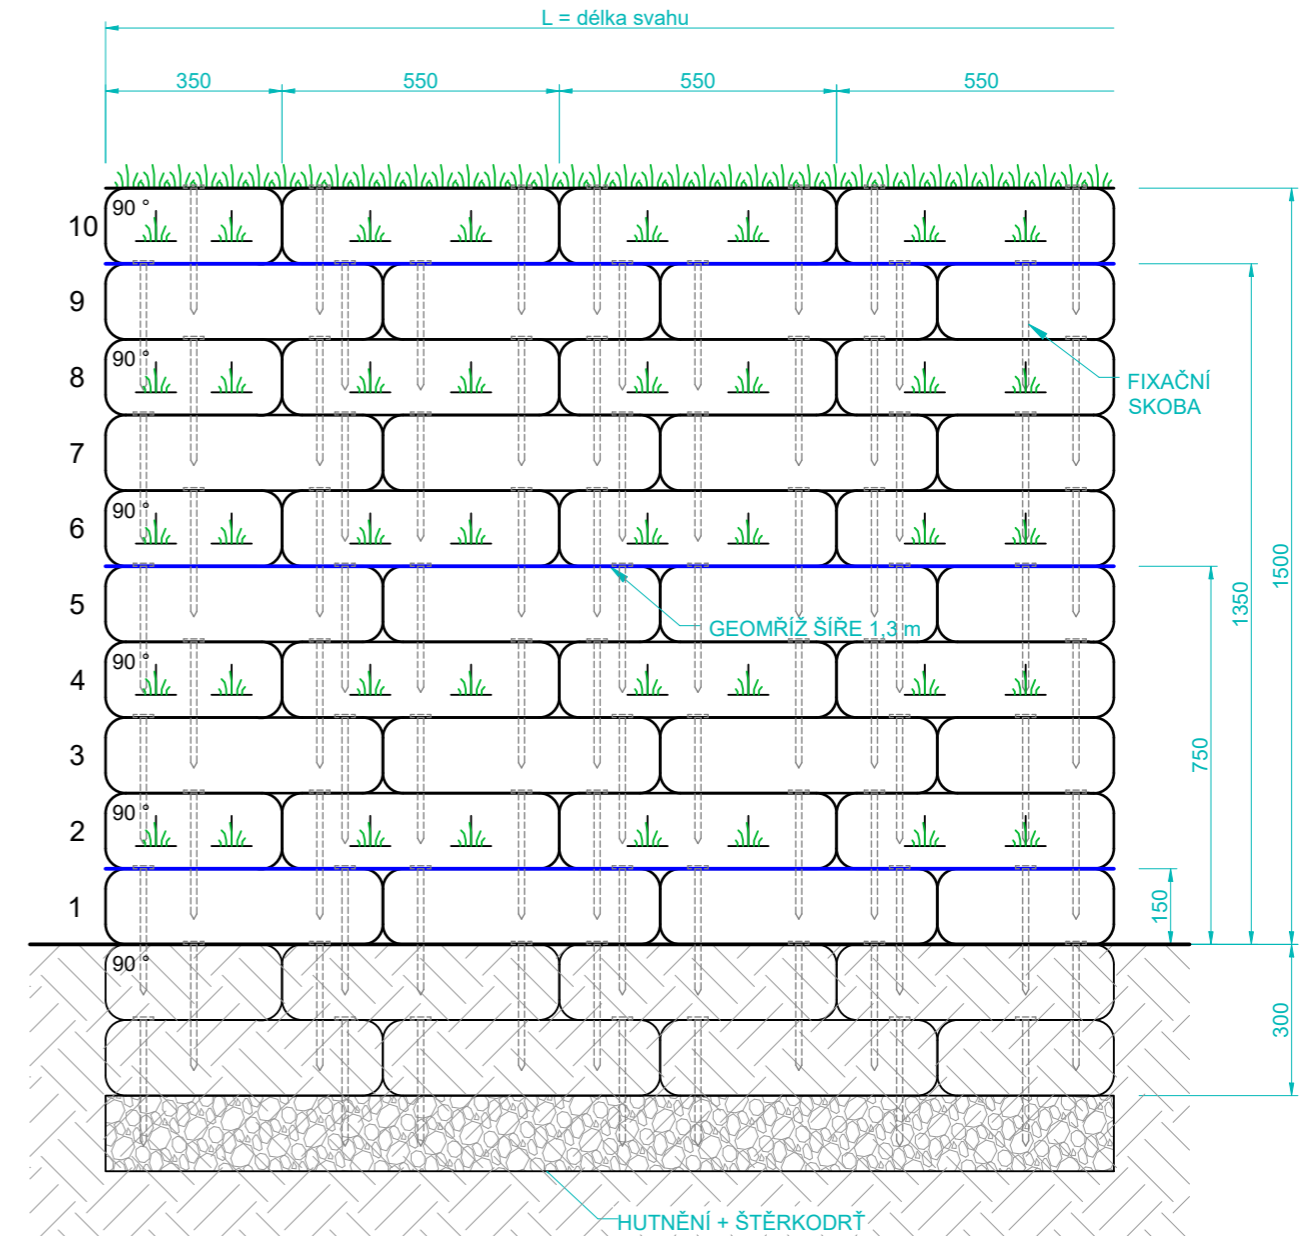 L = délka svahu
350 550 550 550
10 90 °
9
8 90 °
FIXAČNÍ
SKOBA
7
6 90 °
1500
1350
5
GEOMŘÍŽ ŠÍŘE 1,3 m
4 90 °
3
750
2 90 °
1
150
90 °
300
HUTNĚNÍ + ŠTĚRKODRŤ